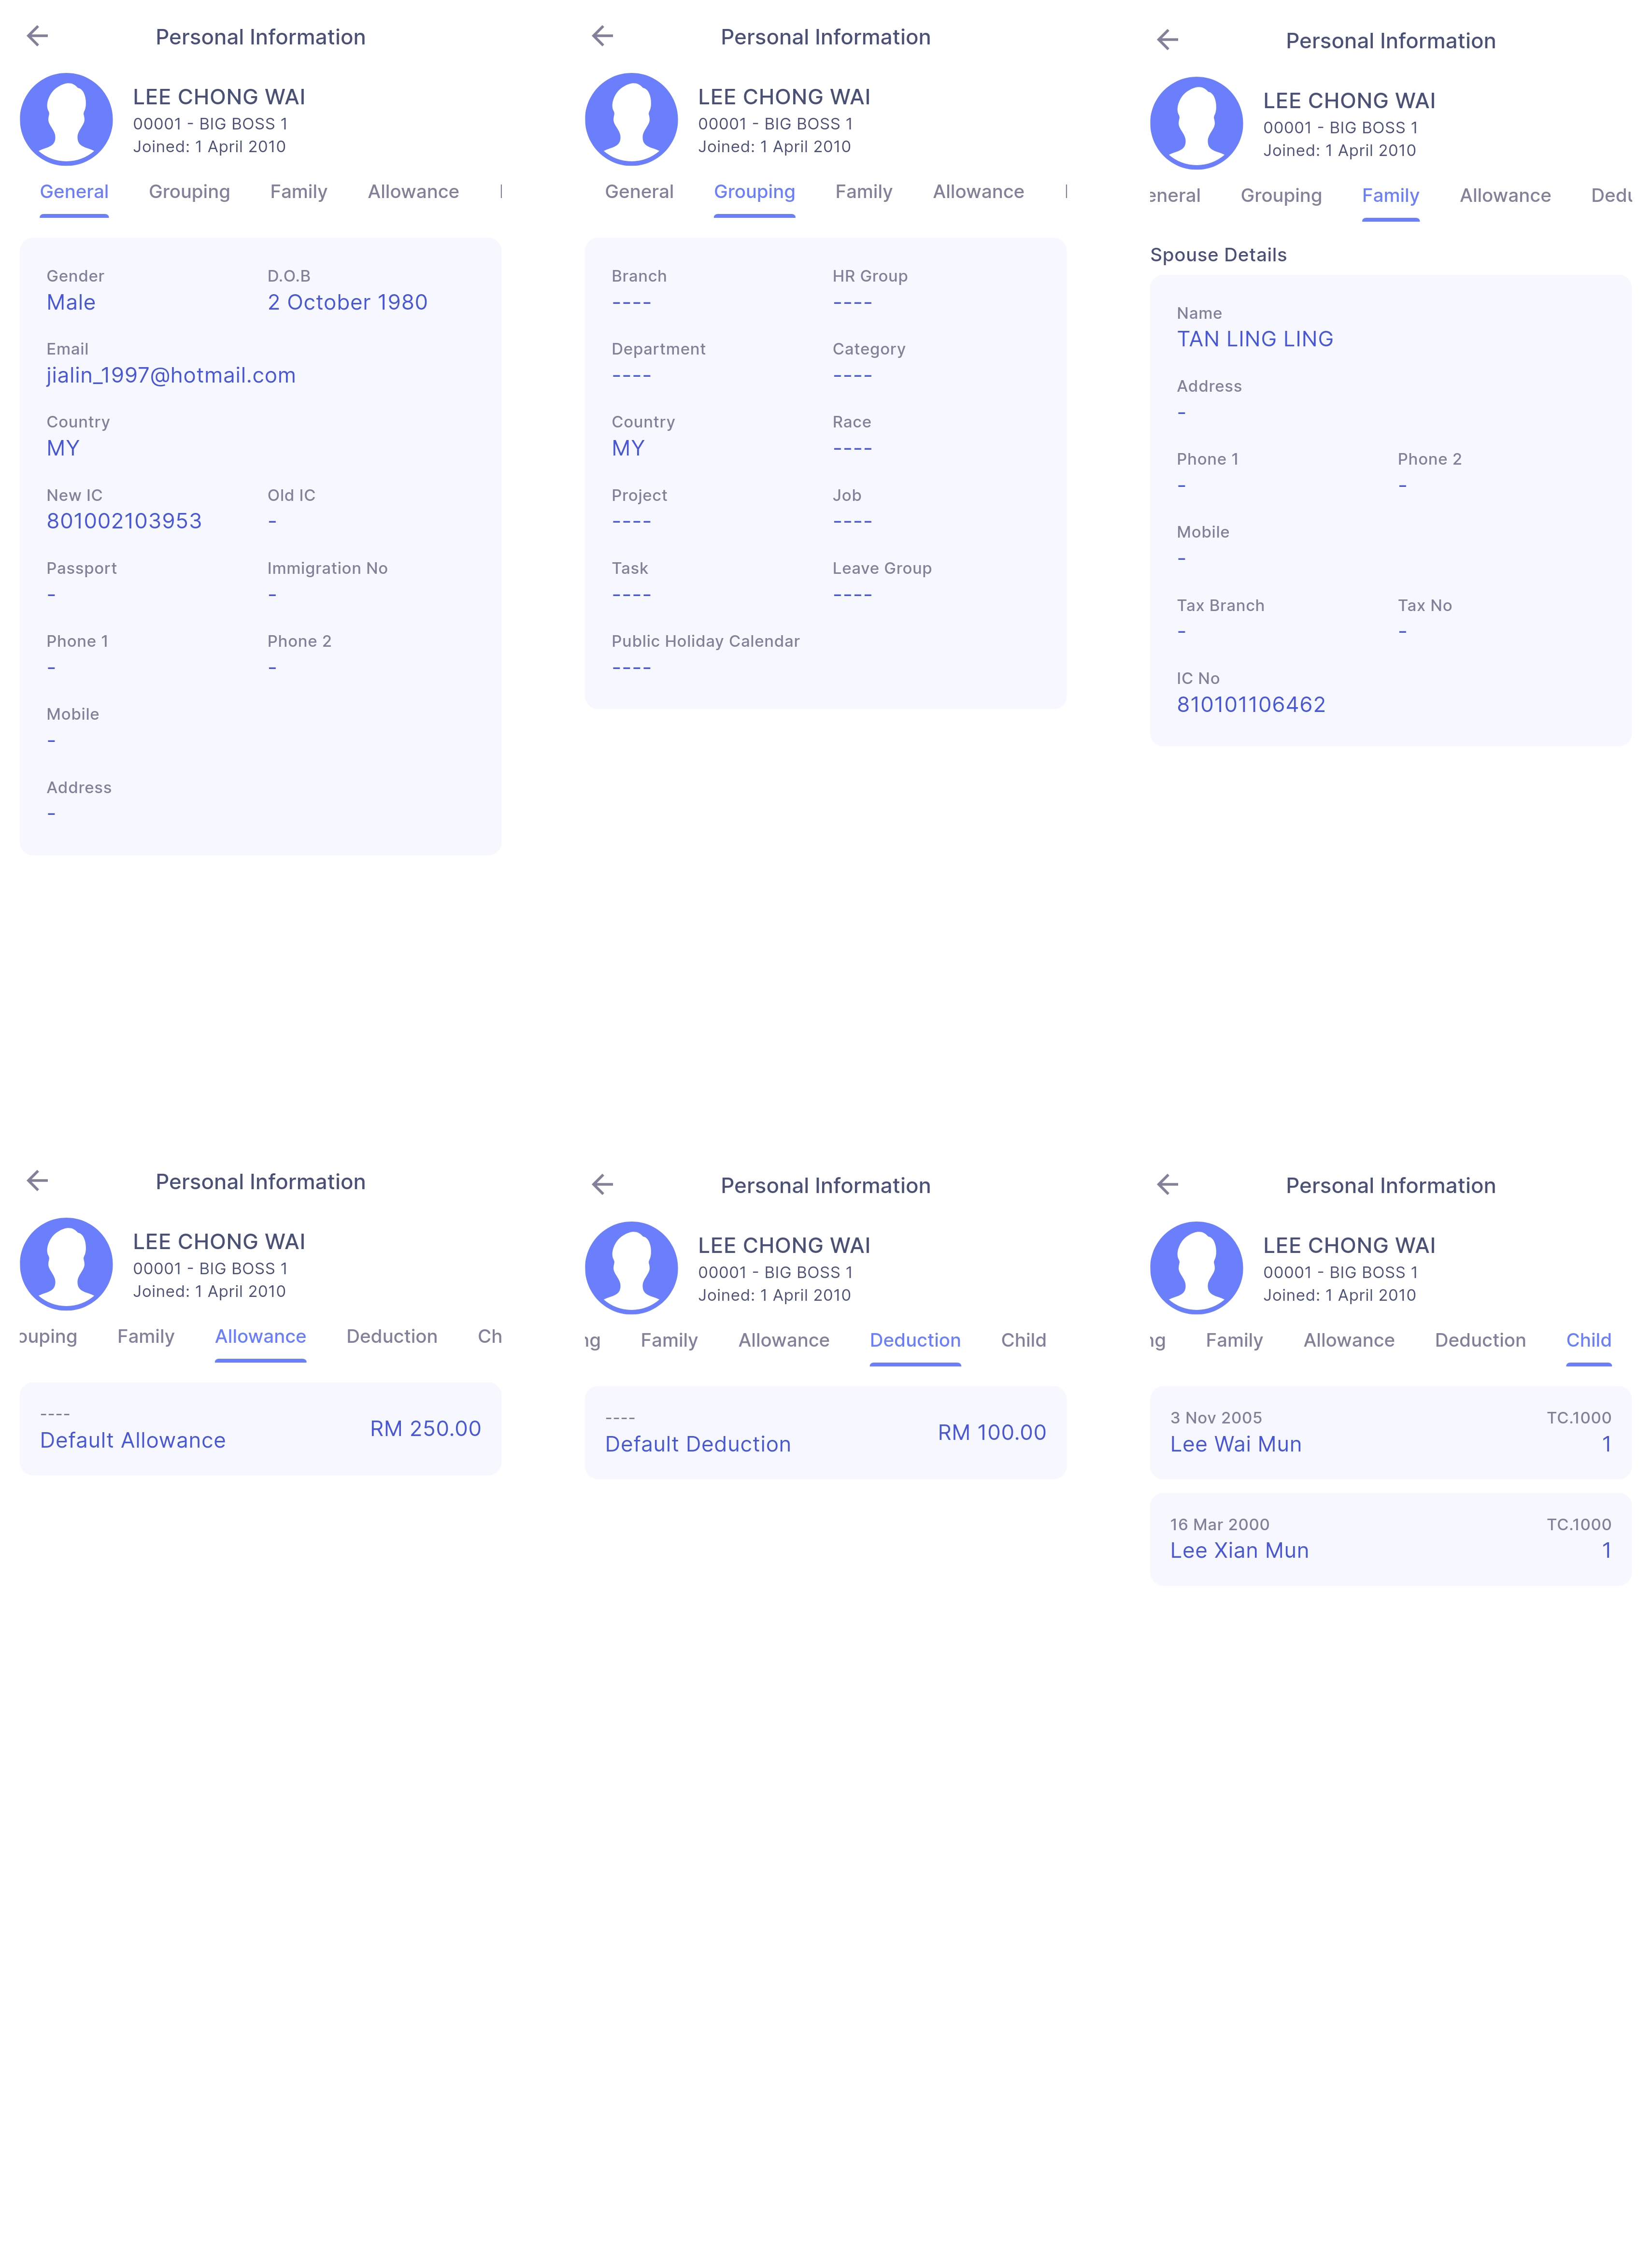 Personal Information
LEE CHONG WAI
00001 - BIG BOSS 1
Joined: 1 April 2010
General Grouping Family Allowance
Gender D.O.B
Male 2 October 1980
Email
jialin_1997@hotmail.com
Country
MY
New IC Old IC
801002103953 -
Passport Immigration No
- -
Phone 1 Phone 2
- -
Mobile
-
Address
-
Personal Information
LEE CHONG WAI
00001 - BIG BOSS 1
Joined: 1 April 2010
General Grouping Family Allowance
Branch HR Group
---- ----
Department Category
---- ----
Country Race
MY ----
Project Job
---- ----
Task Leave Group
---- ----
Public Holiday Calendar
----
Personal Information
LEE CHONG WAI
00001 - BIG BOSS 1
Joined: 1 April 2010
eneral Grouping Family Allowance Dedu
Spouse Details
Name
TAN LING LING
Address
-
Phone 1 Phone 2
- -
Mobile
-
Tax Branch Tax No
- -
IC No
810101106462
Personal Information
LEE CHONG WAI
00001 - BIG BOSS 1
Joined: 1 April 2010
ouping Family Allowance Deduction Ch
----
Default Allowance RM 250.00
Personal Information
LEE CHONG WAI
00001 - BIG BOSS 1
Joined: 1 April 2010
ng Family Allowance Deduction Child
----
Default Deduction RM 100.00
Personal Information
LEE CHONG WAI
00001 - BIG BOSS 1
Joined: 1 April 2010
ng Family Allowance Deduction Child
3 Nov 2005 TC.1000
Lee Wai Mun 1
16 Mar 2000 TC.1000
Lee Xian Mun 1